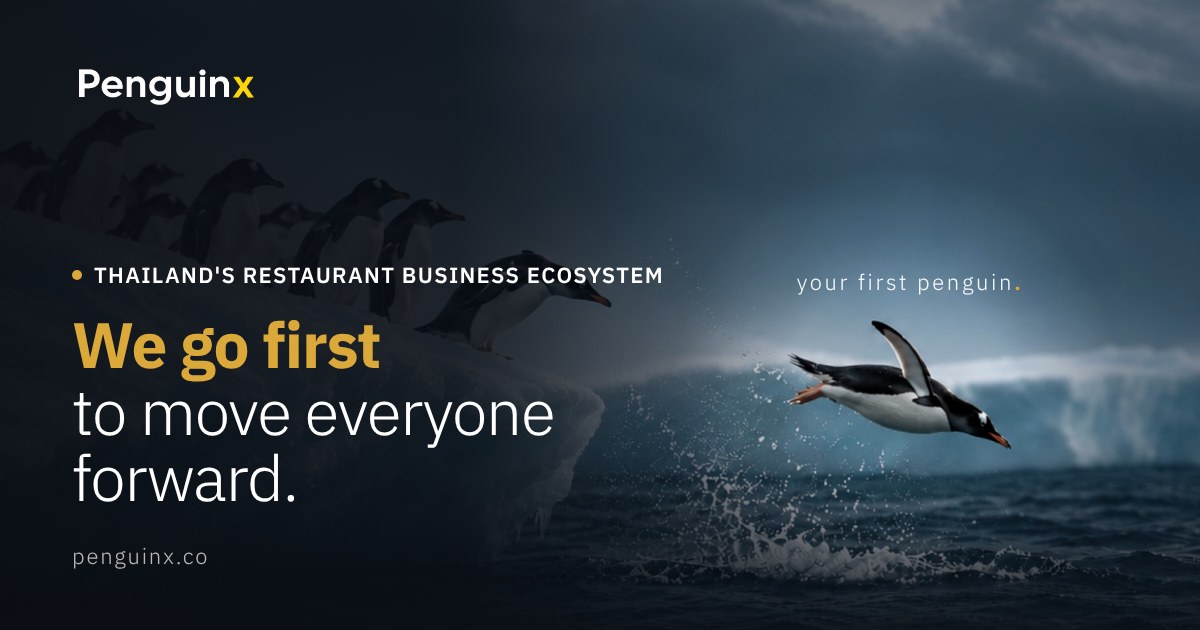 Penguinx
THAILAND'S RESTAURANT BUSINESS ECOSYSTEM
your first penguin.
We go first
to move everyone
forward.
penguinx.co